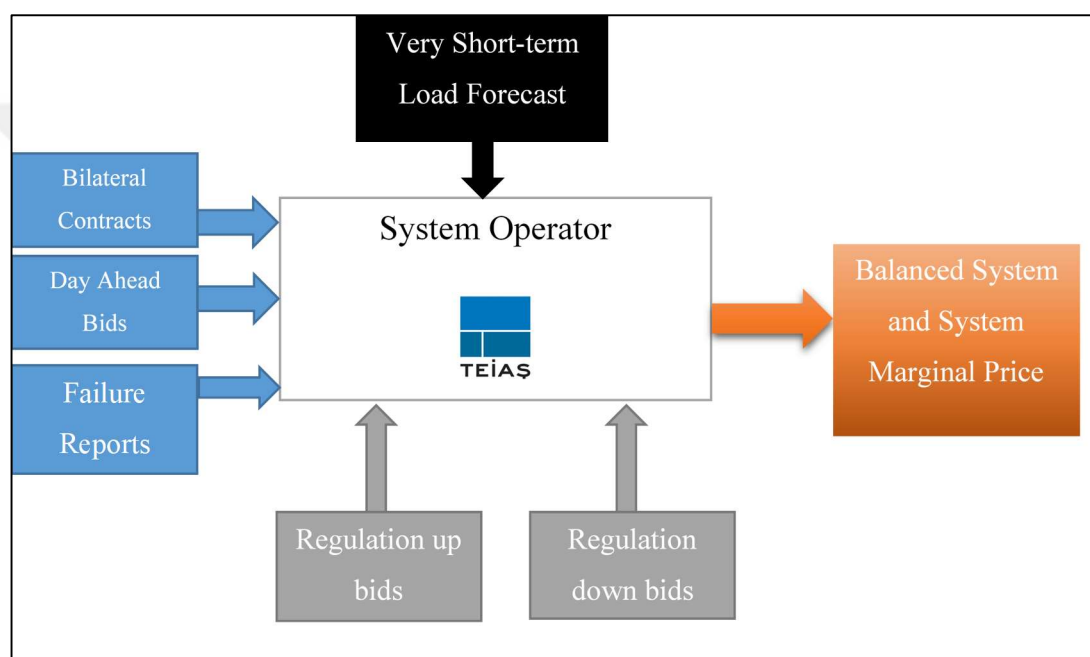 Very Short-term
Load Forecast
Bilateral
Contracts
Day Ahead
Bids
Failure
Reports
System Operator
TEİAŞ
Balanced System
and System
Marginal Price
Regulation up
bids
Regulation
down bids